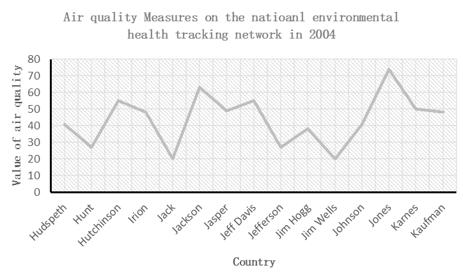 Air quality Measures on the natioanl environmental
health tracking network in 2004
Value of air quality
80
70
60
50
40
30
20
10
0
Hudspeth
Hunt
Hutchinson
Irion
Jack
Jackson
Jasper
Jeff Davis
Jefferson
Jim Hogg
Jim Wells
Johnson
Jones
Karnes
Kaufman
Country